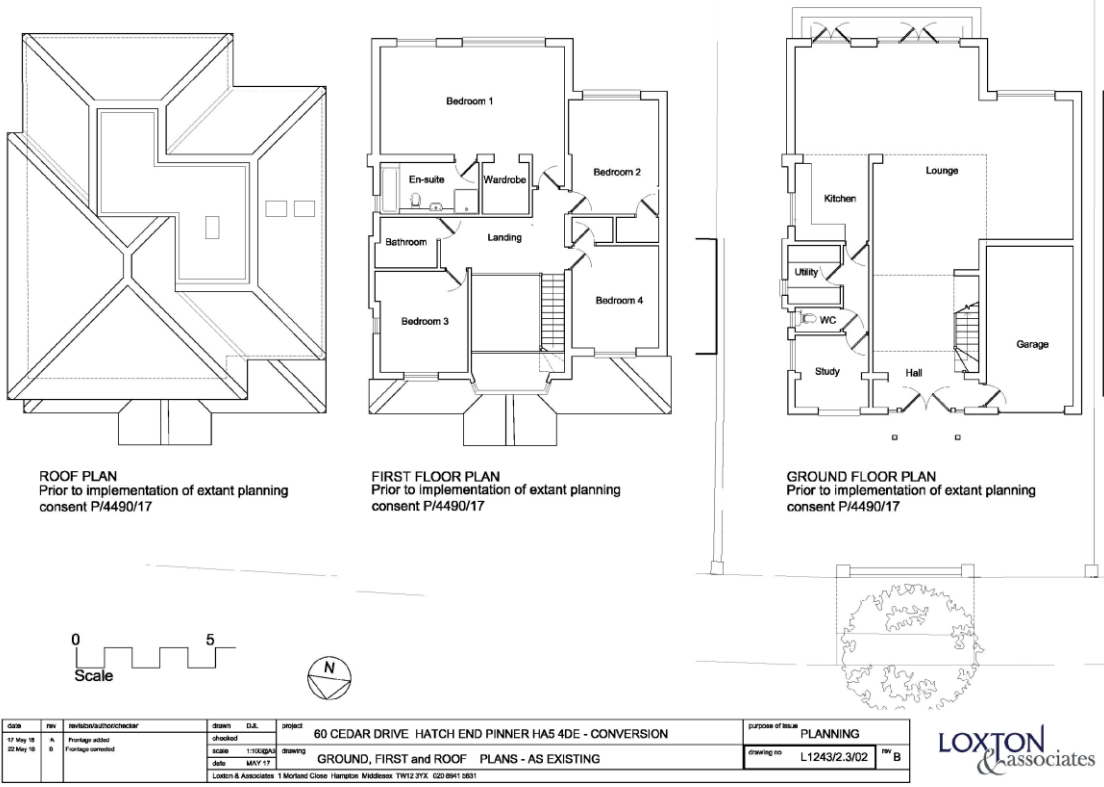 Bedroom 1
Bedroom 2
En-suite
Wardrobe
Bathroom
Landing
Bedroom 3
Bedroom 4
Lounge
Kitchen
Utility
WC
Study
Hall
Garage
ROOF PLAN
Prior to implementation of extant planning
consent P/4490/17
FIRST FLOOR PLAN
Prior to implementation of extant planning
consent P/4490/17
GROUND FLOOR PLAN
Prior to implementation of extant planning
consent P/4490/17
0 5
Scale
N
date rev revision/author/checker
17 May 18 A Frontage added
22 May 18 B Frontage corrected
drawn DJL
checked
scale 1:100@A3
date MAY 17
project
60 CEDAR DRIVE HATCH END PINNER HA5 4DE - CONVERSION
drawing
GROUND, FIRST and ROOF PLANS - AS EXISTING
purpose of issue
PLANNING
drawing no L1243/2.3/02 rev B
Loxton & Associates 1 Morland Close Hampton Middlesex TW12 3YX 020 8941 5631
LOXTON
&associates